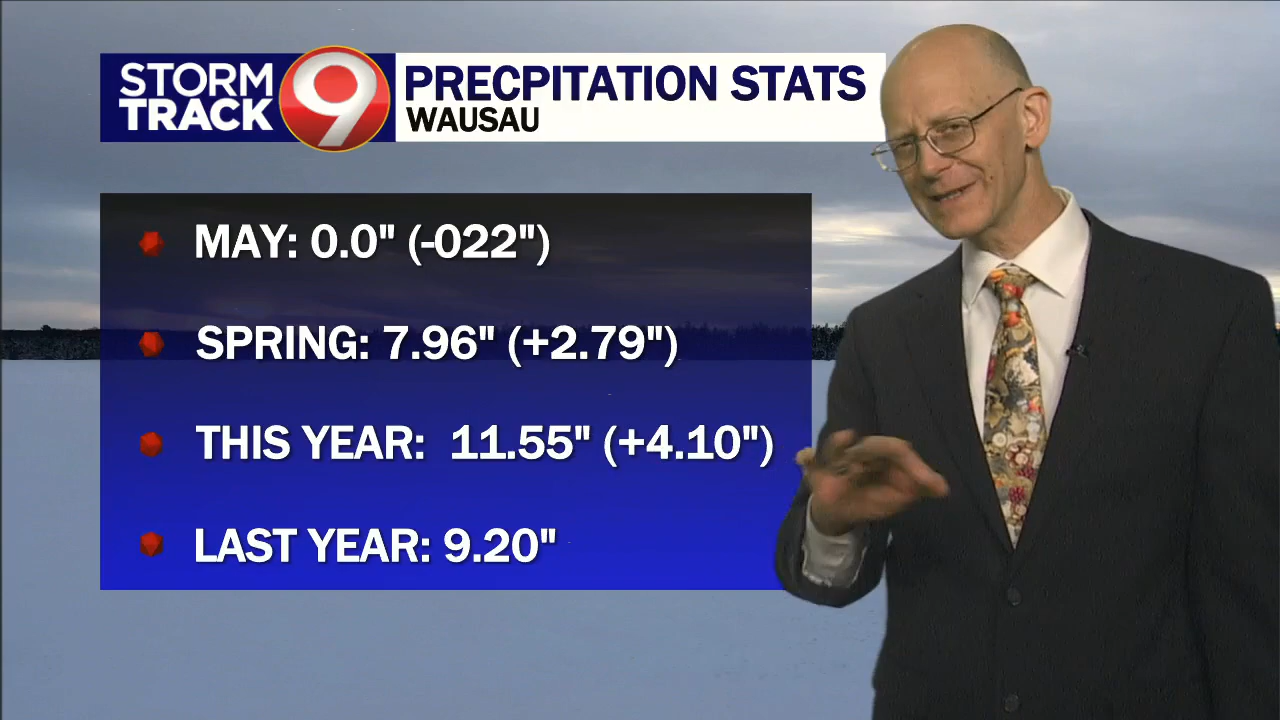 STORM
TRACK
9
PRECPITATION STATS
WAUSAU
MAY: 0.0" (-022")
SPRING: 7.96" (+2.79")
THIS YEAR:  11.55" (+4.10")
LAST YEAR: 9.20"